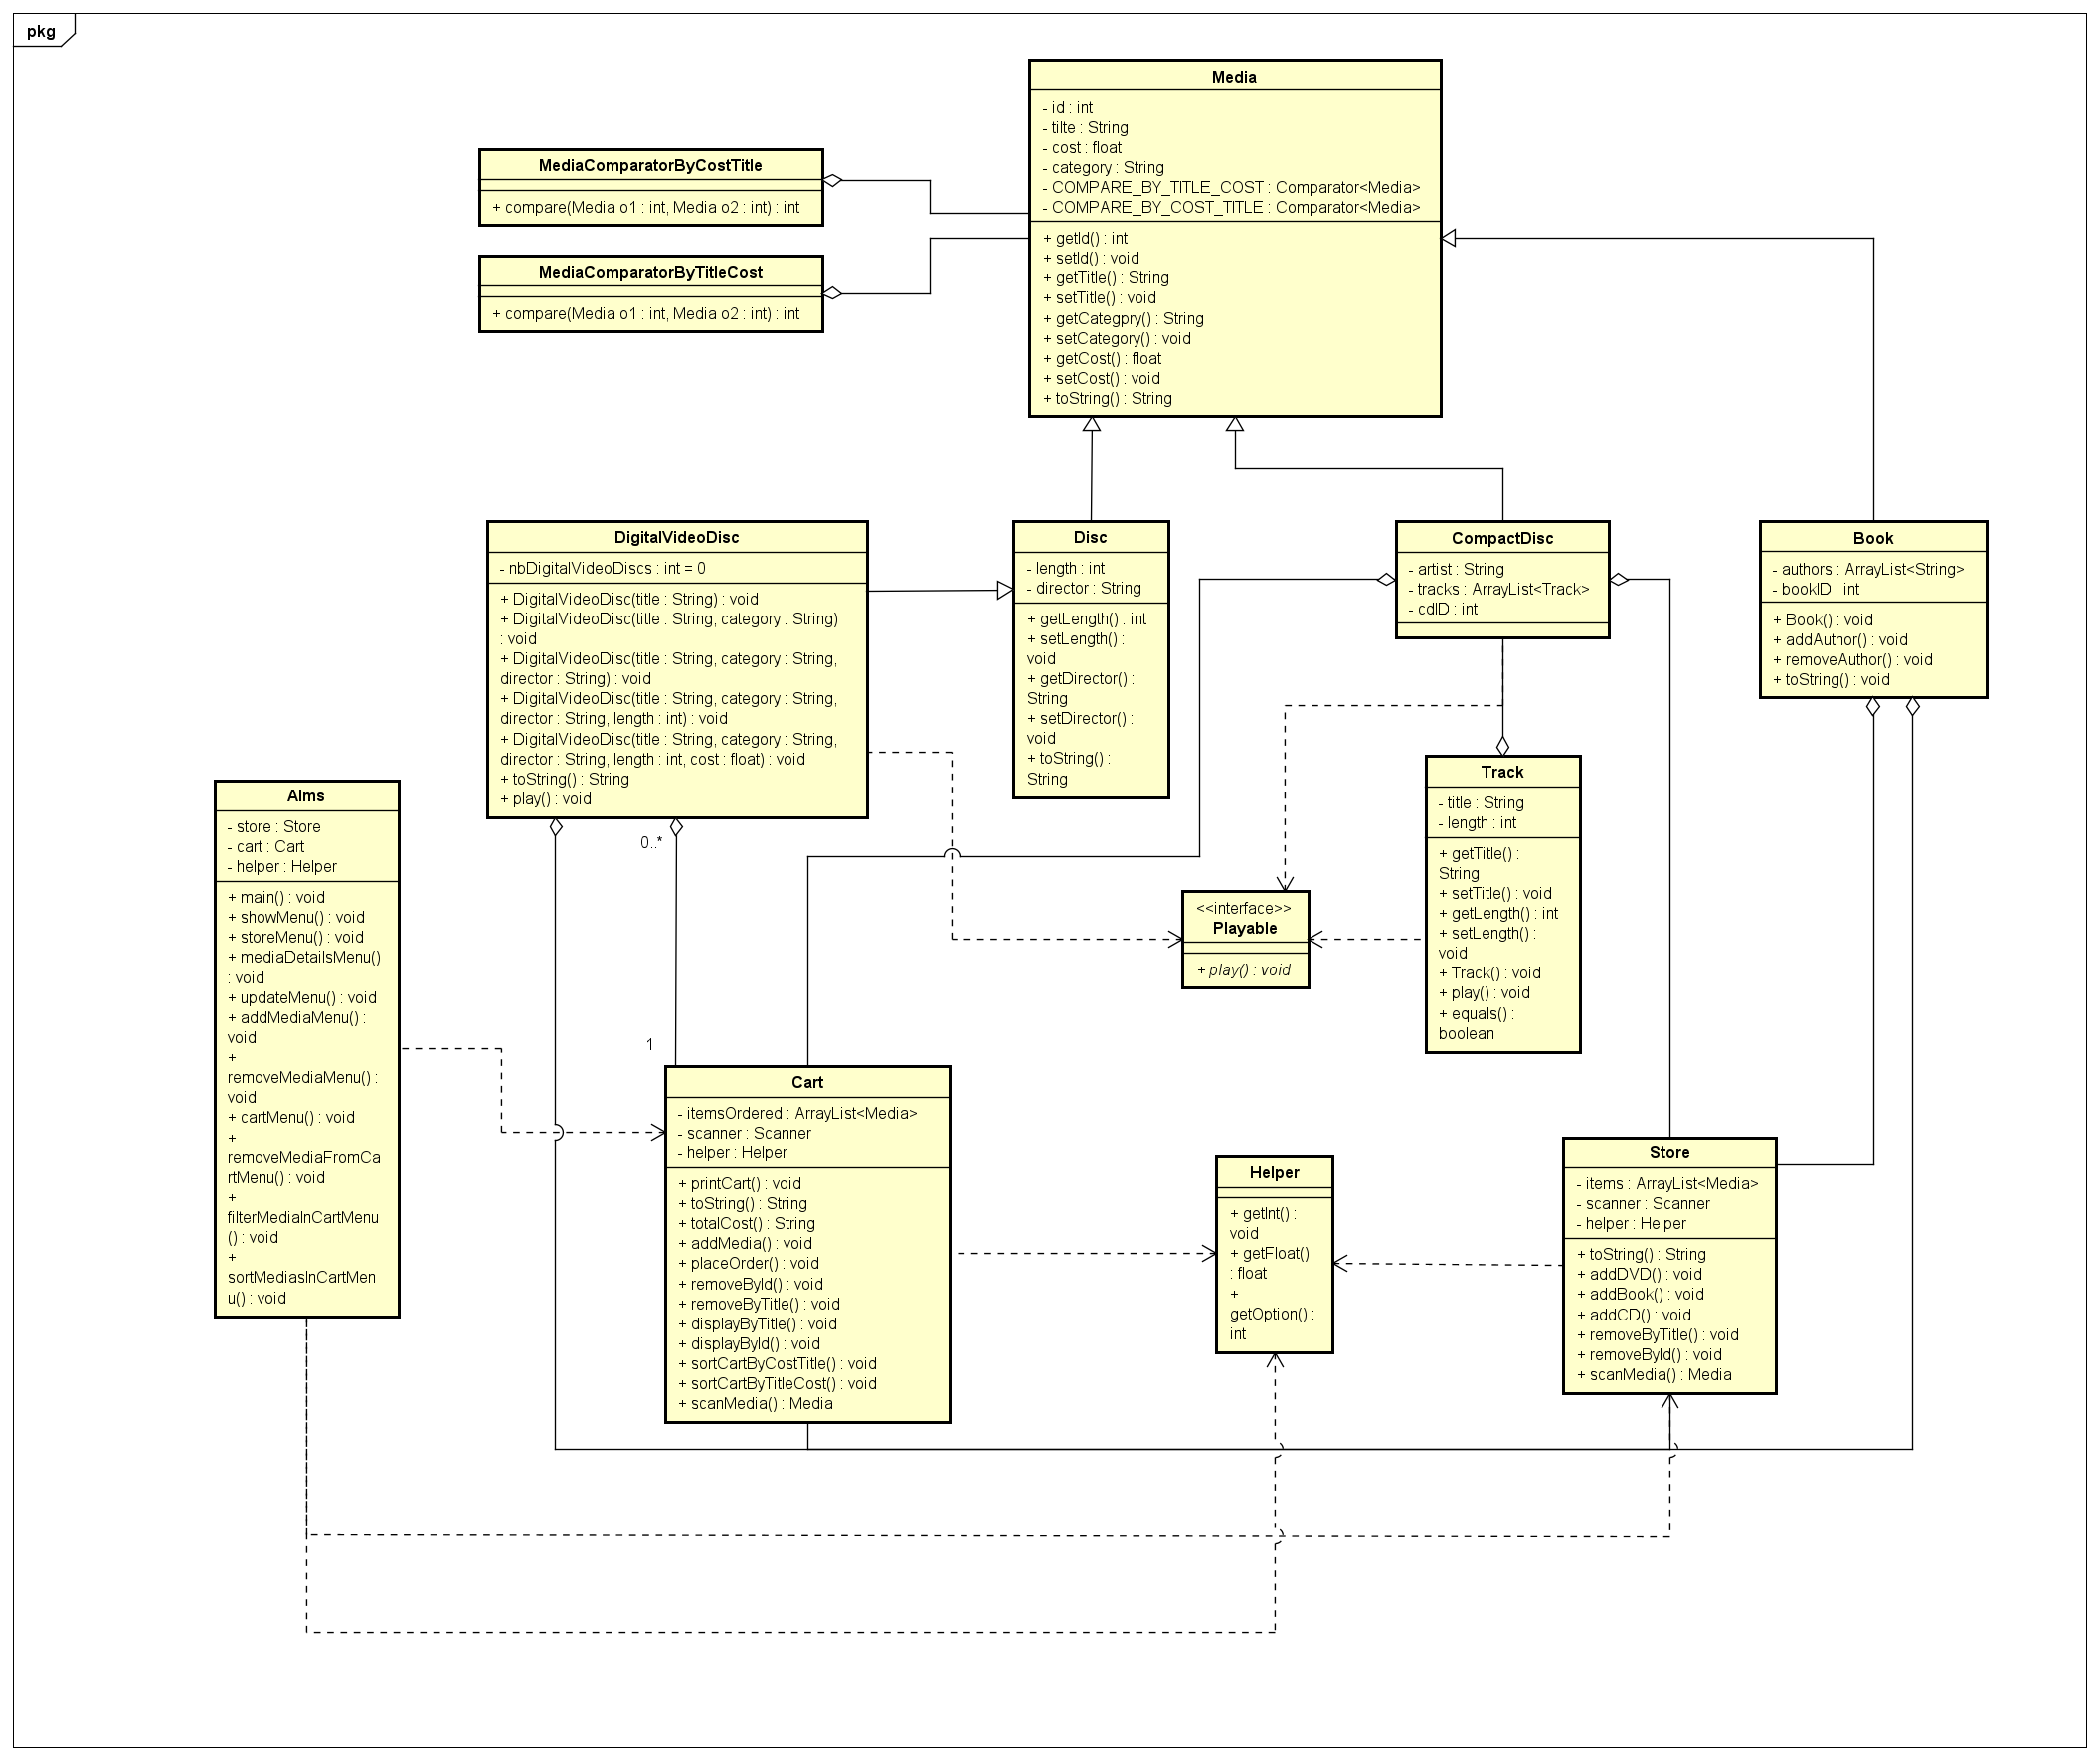 pkg
Media
- id : int
- tilte : String
- cost : float
- category : String
- COMPARE_BY_TITLE_COST : Comparator<Media>
- COMPARE_BY_COST_TITLE : Comparator<Media>
+ getId() : int
+ setId() : void
+ getTitle() : String
+ setTitle() : void
+ getCategpry() : String
+ setCategory() : void
+ getCost() : float
+ setCost() : void
+ toString() : String
MediaComparatorByCostTitle
+ compare(Media o1 : int, Media o2 : int) : int
MediaComparatorByTitleCost
+ compare(Media o1 : int, Media o2 : int) : int
DigitalVideoDisc
- nbDigitalVideoDiscs : int = 0
+ DigitalVideoDisc(title : String) : void
+ DigitalVideoDisc(title : String, category : String)
: void
+ DigitalVideoDisc(title : String, category : String,
director : String) : void
+ DigitalVideoDisc(title : String, category : String,
director : String, length : int) : void
+ DigitalVideoDisc(title : String, category : String,
director : String, length : int, cost : float) : void
+ toString() : String
+ play() : void
Disc
- length : int
- director : String
+ getLength() : int
+ setLength() :
void
+ getDirector() :
String
+ setDirector() :
void
+ toString() :
String
CompactDisc
- artist : String
- tracks : ArrayList<Track>
- cdID : int
Book
- authors : ArrayList<String>
- bookID : int
+ Book() : void
+ addAuthor() : void
+ removeAuthor() : void
+ toString() : void
Aims
- store : Store
- cart : Cart
- helper : Helper
+ main() : void
+ showMenu() : void
+ storeMenu() : void
+ mediaDetailsMenu()
: void
+ updateMenu() : void
+ addMediaMenu() :
void
+
removeMediaMenu() :
void
+ cartMenu() : void
+
removeMediaFromCa
rtMenu() : void
+
filterMediaInCartMenu
() : void
+
sortMediasInCartMen
u() : void
0..*
1
Track
- title : String
- length : int
+ getTitle() :
String
+ setTitle() : void
+ getLength() : int
+ setLength() :
void
+ Track() : void
+ play() : void
+ equals() :
boolean
<<interface>>
Playable
+ play() : void
Cart
- itemsOrdered : ArrayList<Media>
- scanner : Scanner
- helper : Helper
+ printCart() : void
+ toString() : String
+ totalCost() : String
+ addMedia() : void
+ placeOrder() : void
+ removeById() : void
+ removeByTitle() : void
+ displayByTitle() : void
+ displayById() : void
+ sortCartByCostTitle() : void
+ sortCartByTitleCost() : void
+ scanMedia() : Media
Helper
+ getInt() :
void
+ getFloat()
: float
+
getOption() :
int
Store
- items : ArrayList<Media>
- scanner : Scanner
- helper : Helper
+ toString() : String
+ addDVD() : void
+ addBook() : void
+ addCD() : void
+ removeByTitle() : void
+ removeById() : void
+ scanMedia() : Media